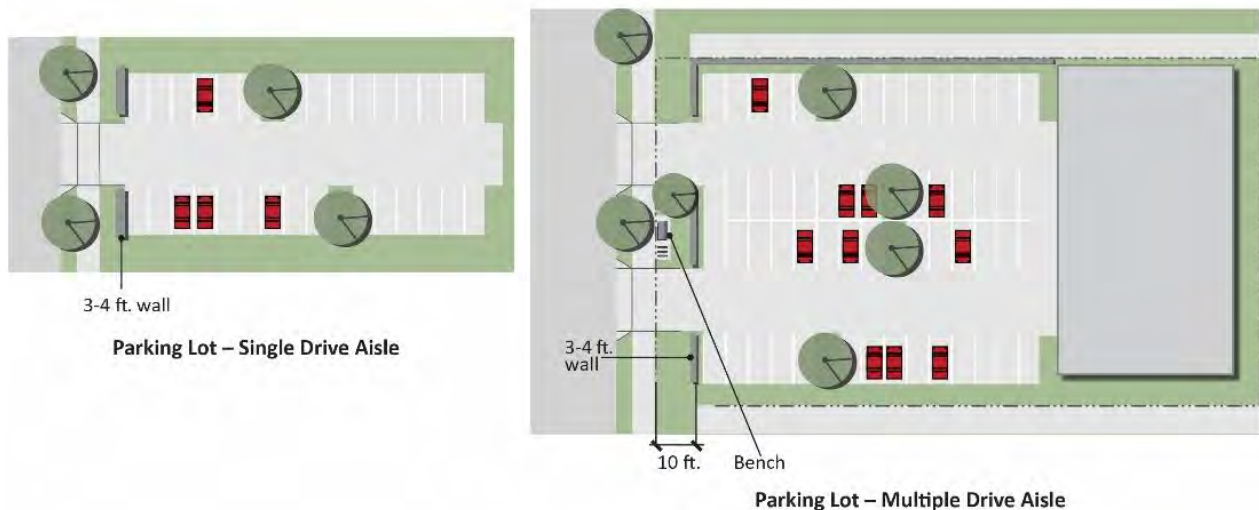 3-4 ft. wall
Parking Lot – Single Drive Aisle
3-4 ft.
wall
10 ft.
Bench
Parking Lot – Multiple Drive Aisle